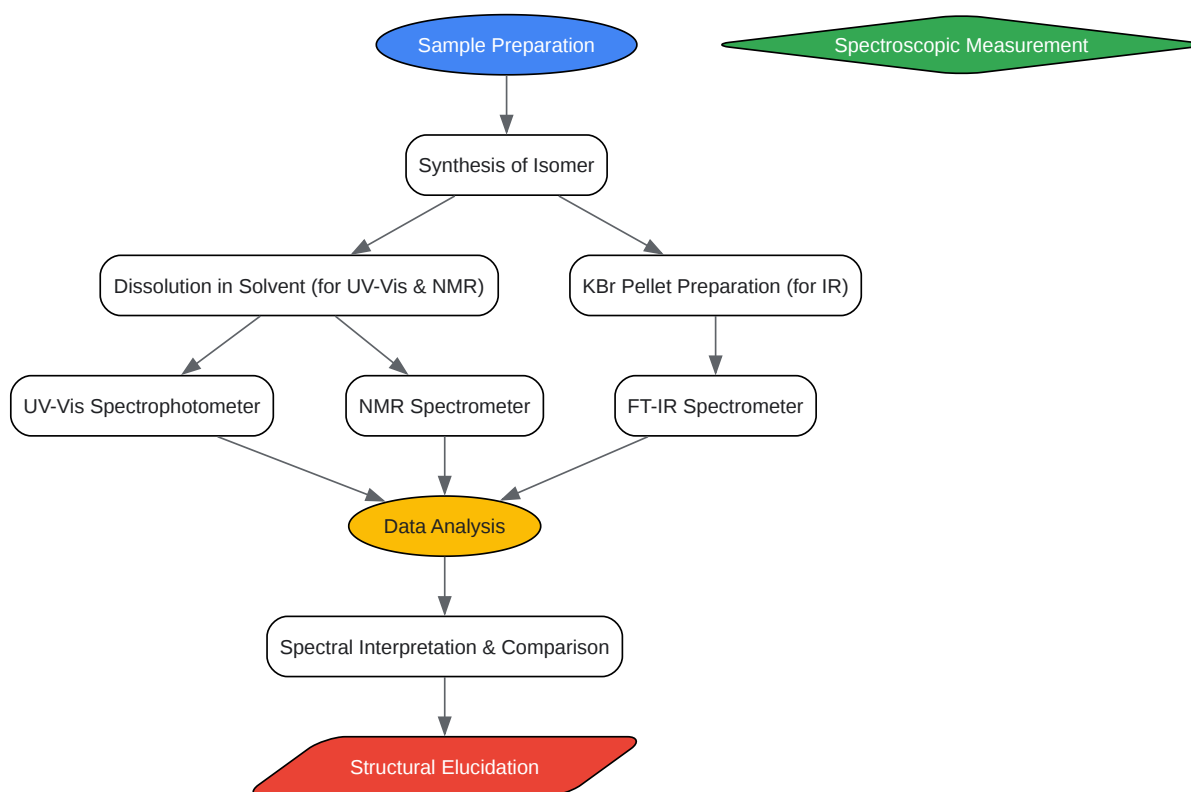 Sample Preparation
Spectroscopic Measurement
Synthesis of Isomer
Dissolution in Solvent (for UV-Vis & NMR)
KBr Pellet Preparation (for IR)
UV-Vis Spectrophotometer
NMR Spectrometer
FT-IR Spectrometer
Data Analysis
Spectral Interpretation & Comparison
Structural Elucidation